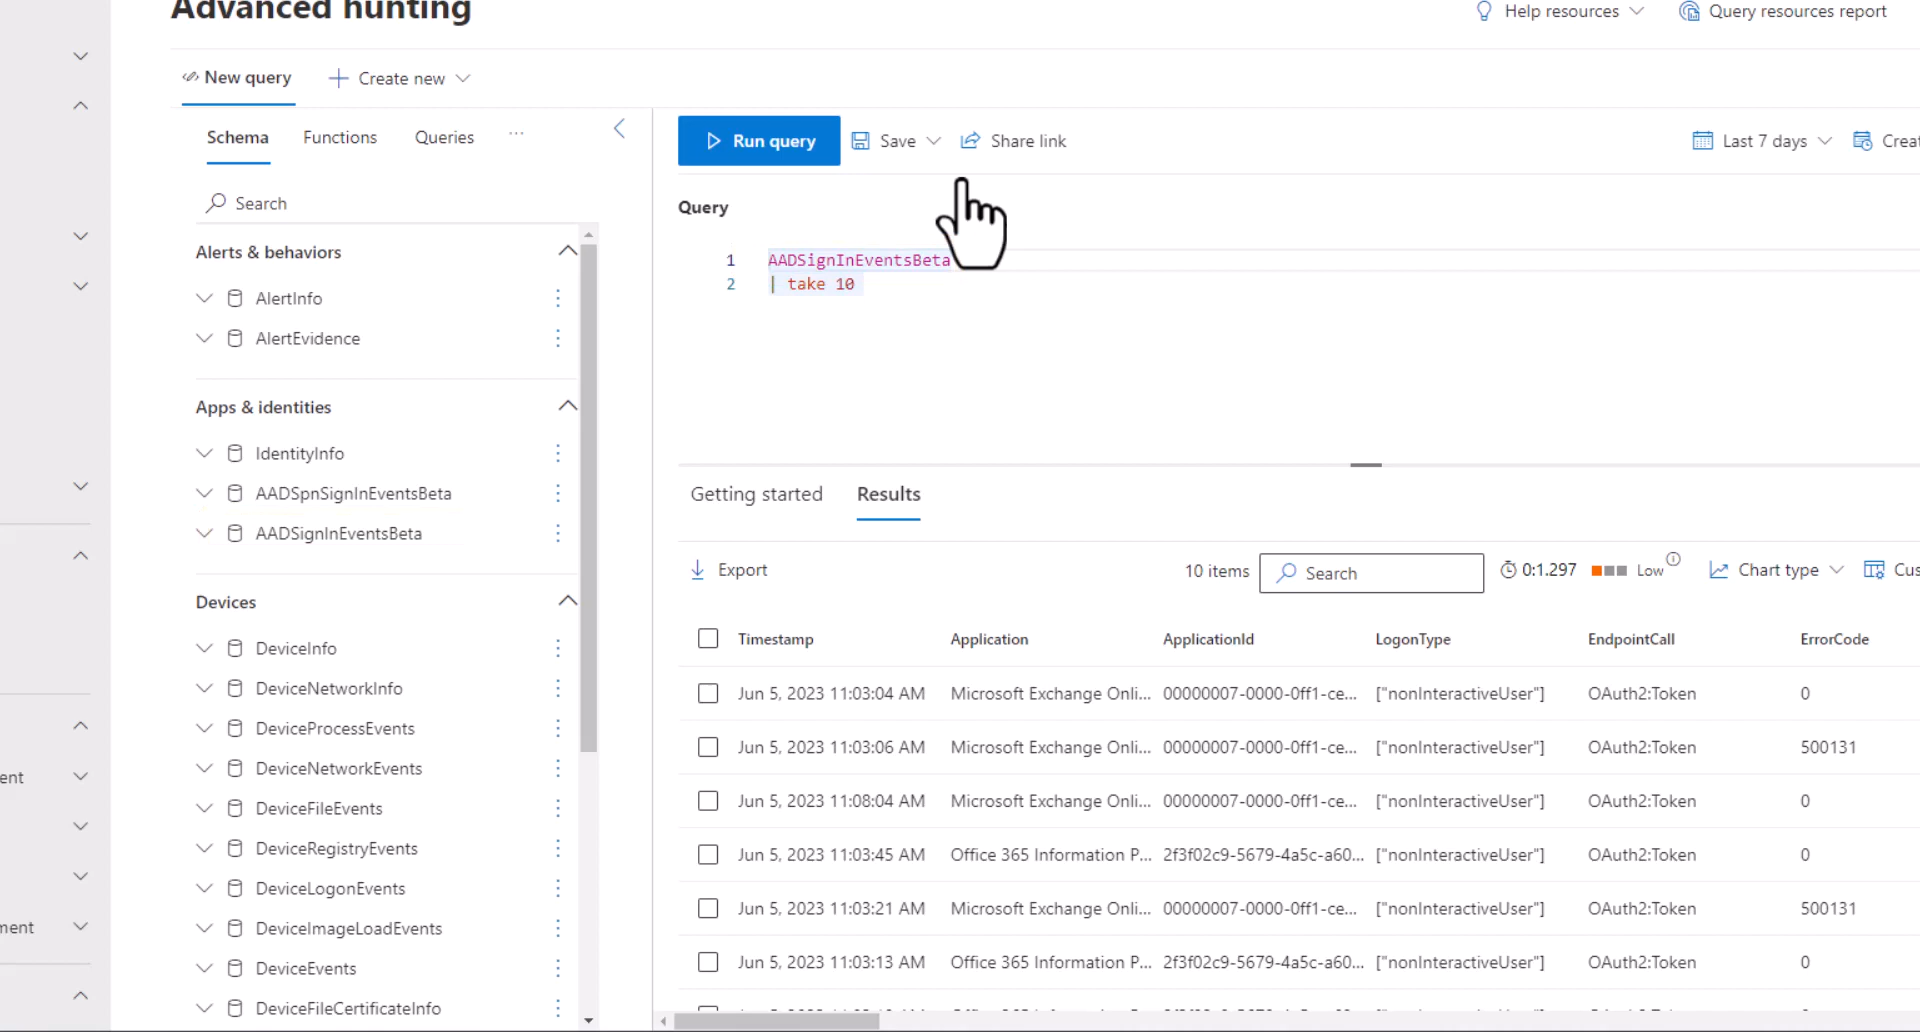 Advanced hunting
Help resources
Query resources report
New query
Create new
Schema
Functions
Queries
...
Run query
Save
Share link
Last 7 days
Creat
Search
Query
Alerts & behaviors
AlertInfo
AlertEvidence
1 AADSignInEventsBeta
2 | take 10
Apps & identities
IdentityInfo
AADSpnSignInEventsBeta
AADSignInEventsBeta
Devices
DeviceInfo
DeviceNetworkInfo
DeviceProcessEvents
DeviceNetworkEvents
DeviceFileEvents
DeviceRegistryEvents
DeviceLogonEvents
DeviceImageLoadEvents
DeviceEvents
DeviceFileCertificateInfo
ent
ment
Getting started
Results
Export
10 items
Search
0:1.297
Low
Chart type
Cus
Timestamp Application ApplicationId LogonType EndpointCall ErrorCode
Jun 5, 2023 11:03:04 AM Microsoft Exchange Onli... 00000007-0000-0ff1-ce... ["nonInteractiveUser"] OAuth2:Token 0
Jun 5, 2023 11:03:06 AM Microsoft Exchange Onli... 00000007-0000-0ff1-ce... ["nonInteractiveUser"] OAuth2:Token 500131
Jun 5, 2023 11:08:04 AM Microsoft Exchange Onli... 00000007-0000-0ff1-ce... ["nonInteractiveUser"] OAuth2:Token 0
Jun 5, 2023 11:03:45 AM Office 365 Information P... 2f3f02c9-5679-4a5c-a60... ["nonInteractiveUser"] OAuth2:Token 0
Jun 5, 2023 11:03:21 AM Microsoft Exchange Onli... 00000007-0000-0ff1-ce... ["nonInteractiveUser"] OAuth2:Token 500131
Jun 5, 2023 11:03:13 AM Office 365 Information P... 2f3f02c9-5679-4a5c-a60... ["nonInteractiveUser"] OAuth2:Token 0